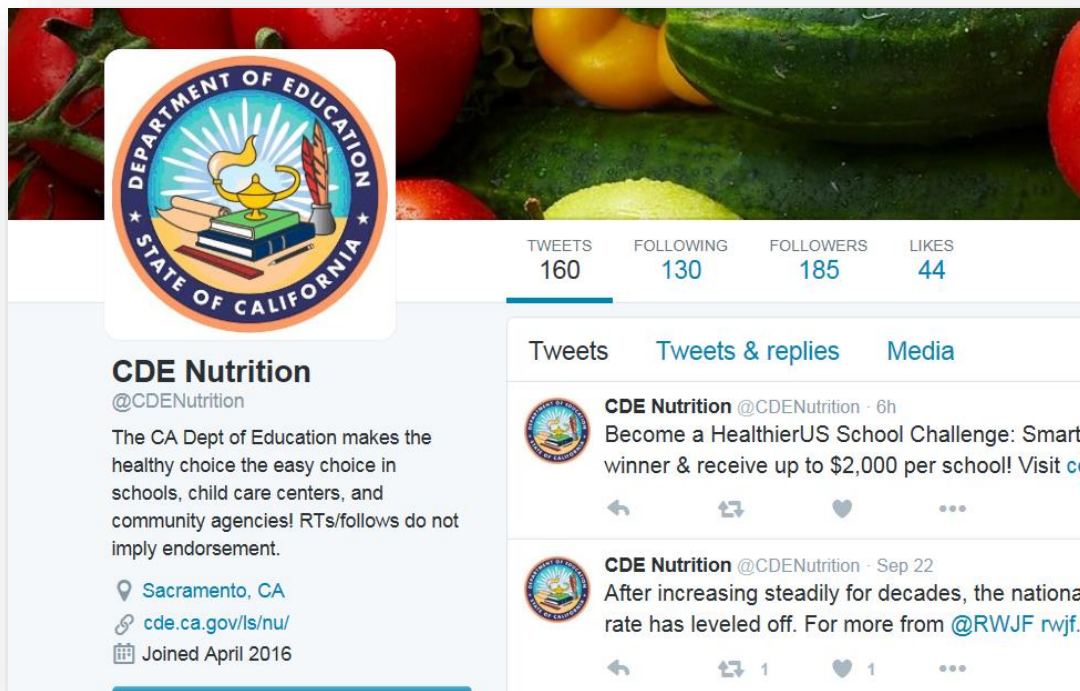 DEPARTMENT OF EDUCATION
STATE OF CALIFORNIA
TWEETS FOLLOWING FOLLOWERS LIKES
160 130 185 44
CDE Nutrition
@CDENutrition
The CA Dept of Education makes the
healthy choice the easy choice in
schools, child care centers, and
community agencies! RTs/follows do not
imply endorsement.
Sacramento, CA
cde.ca.gov/ls/nu/
Joined April 2016
Tweets Tweets & replies Media
CDE Nutrition @CDENutrition · 6h
Become a HealthierUS School Challenge: Smart
winner & receive up to $2,000 per school! Visit
CDE Nutrition @CDENutrition · Sep 22
After increasing steadily for decades, the nationa
rate has leveled off. For more from @RWJF rwjf.
1 1